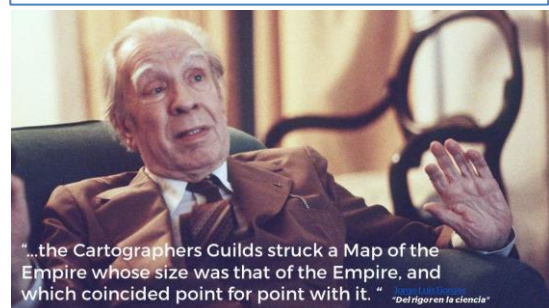 “...the Cartographers Guilds struck a Map of the
Empire whose size was that of the Empire, and
which coincided point for point with it. “
Jorge Luis Borges
"Del rigor en la ciencia"